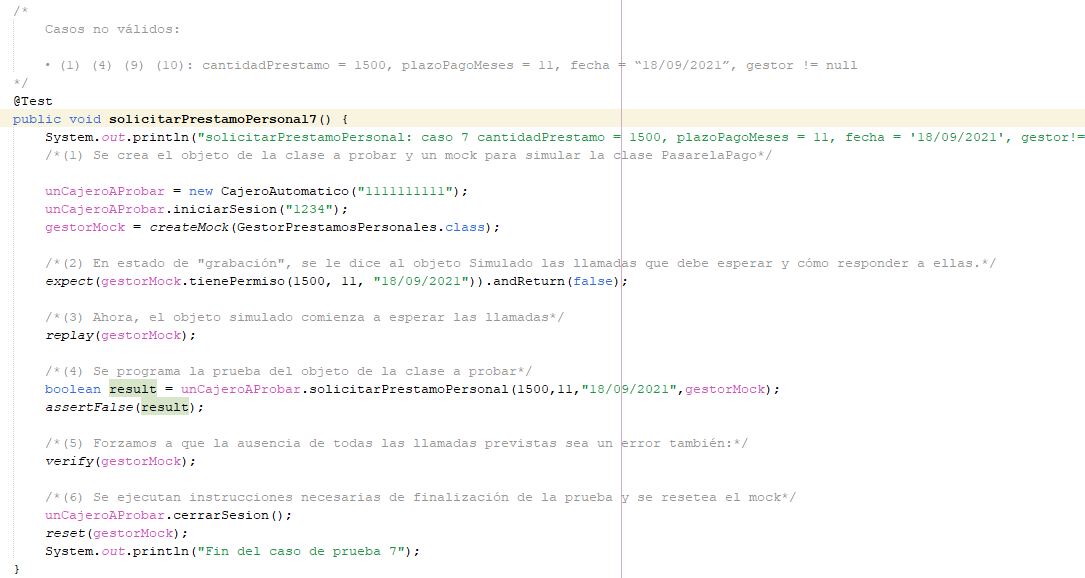 /*
Casos no válidos:
• (1) (4) (9) (10): cantidadPrestamo = 1500, plazoPagoMeses = 11, fecha = “18/09/2021”, gestor != null
*/
@Test
public void solicitarPrestamoPersonal7() {
System.out.println("solicitarPrestamoPersonal: caso 7 cantidadPrestamo = 1500, plazoPagoMeses = 11, fecha = '18/09/2021', gestor!=
/*(1) Se crea el objeto de la clase a probar y un mock para simular la clase PasarelaPago*/
unCajeroAProbar = new CajeroAutomatico("1111111111");
unCajeroAProbar.iniciarSesion("1234");
gestorMock = createMock(GestorPrestamosPersonales.class);
/*(2) En estado de "grabación", se le dice al objeto Simulado las llamadas que debe esperar y cómo responder a ellas.*/
expect(gestorMock.tienePermiso(1500, 11, "18/09/2021")).andReturn(false);
/*(3) Ahora, el objeto simulado comienza a esperar las llamadas*/
replay(gestorMock);
/*(4) Se programa la prueba del objeto de la clase a probar*/
boolean result = unCajeroAProbar.solicitarPrestamoPersonal(1500,11,"18/09/2021",gestorMock);
assertFalse(result);
/*(5) Forzamos a que la ausencia de todas las llamadas previstas sea un error también:*/
verify(gestorMock);
/*(6) Se ejecutan instrucciones necesarias de finalización de la prueba y se resetea el mock*/
unCajeroAProbar.cerrarSesion();
reset(gestorMock);
System.out.println("Fin del caso de prueba 7");
}